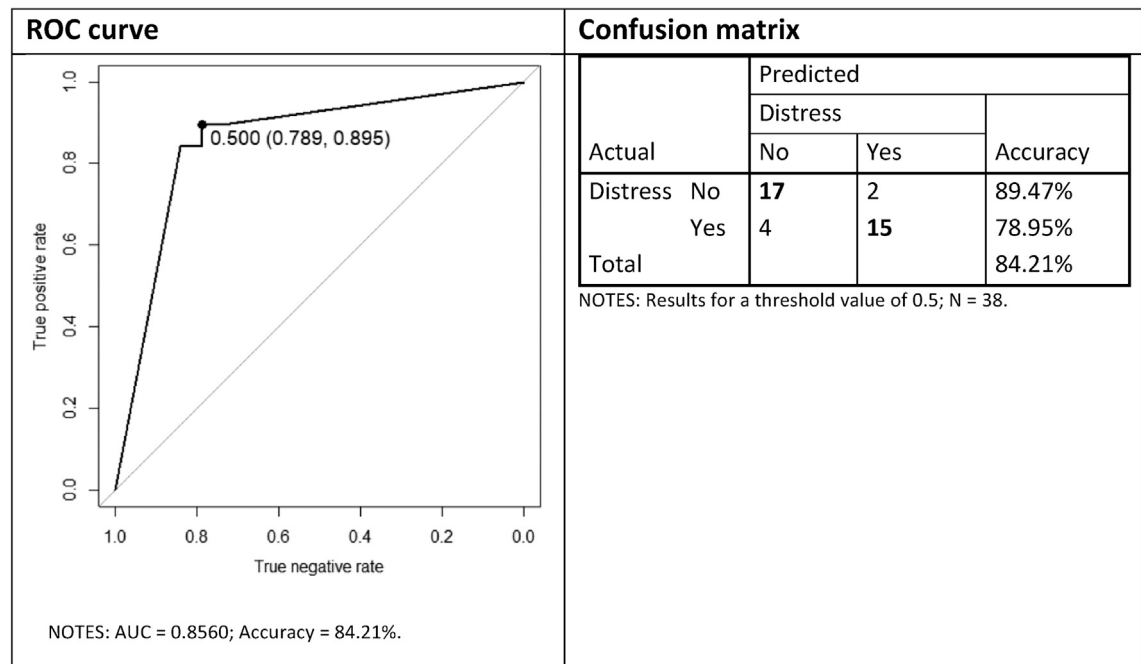 ROC curve
1.0
0.8
0.6
0.4
0.2
0.0
True positive rate
0.500 (0.789, 0.895)
1.0 0.8 0.6 0.4 0.2 0.0
True negative rate
NOTES: AUC = 0.8560; Accuracy = 84.21%.
Confusion matrix
Predicted
Distress
Actual No Yes Accuracy
Distress No 17 2 89.47%
Yes 4 15 78.95%
Total 84.21%
NOTES: Results for a threshold value of 0.5; N = 38.